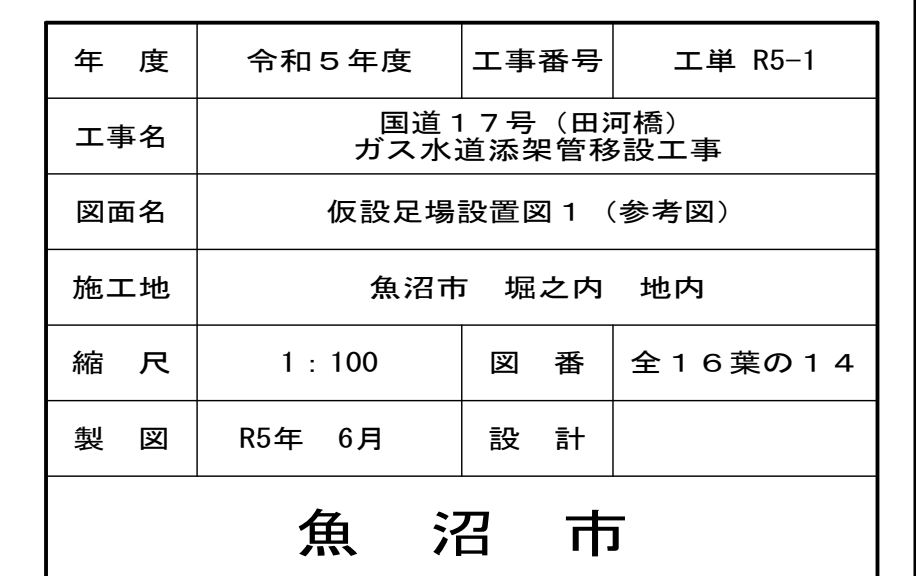 年　度　令和５年度　工事番号　工単 R5-1
工事名　国道１７号（田河橋）
ガス水道添架管移設工事
図面名　仮設足場設置図１（参考図）
施工地　魚沼市　堀之内　地内
縮　尺　1：100　図　番　全１６葉の１４
製　図　R5年　6月　設　計
魚　沼　市